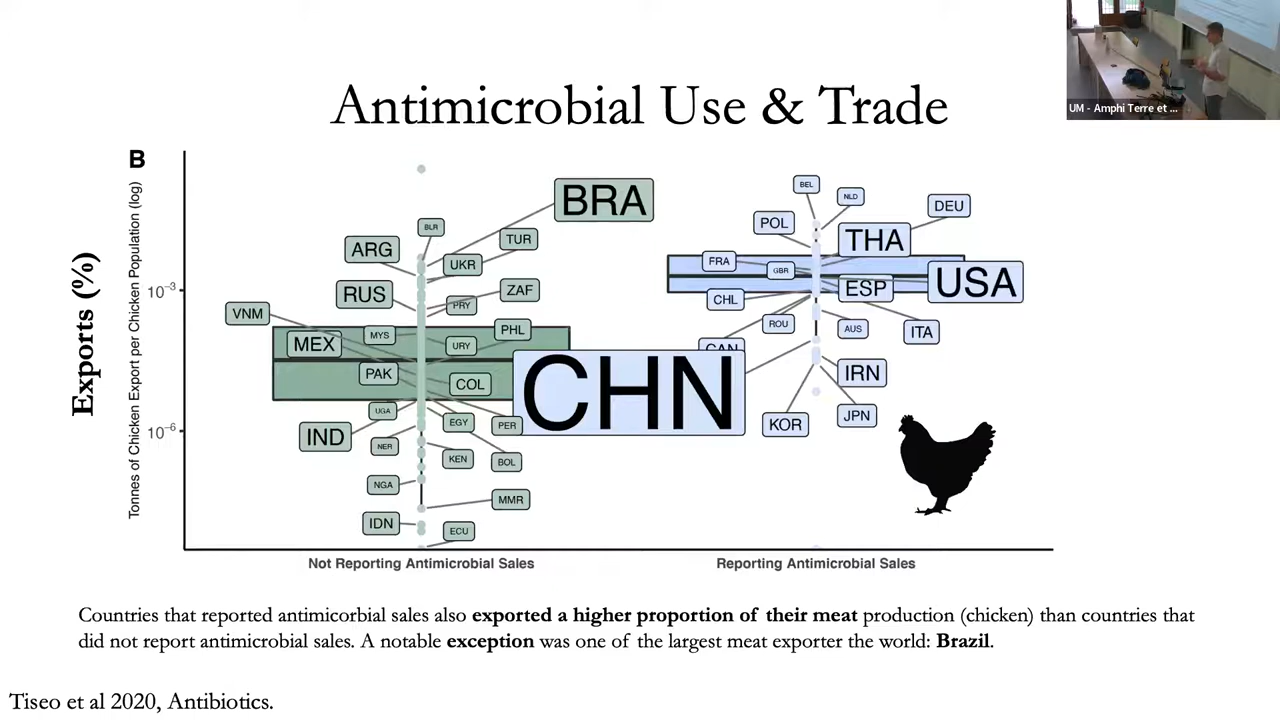 UM - Amphi Terre et ...
Antimicrobial Use & Trade
B
Exports (%)
Tonnes of Chicken Export per Chicken Population (log)
10⁻³
10⁻⁶
BRA
BLR
TUR
ARG
UKR
RUS
ZAF
PRY
VNM
MYS
PHL
MEX
URY
PAK
COL
UGA
EGY
PER
IND
NER
KEN
BOL
NGA
MMR
IDN
ECU
BEL
NLD
DEU
POL
THA
FRA
GBR
USA
ESP
CHL
ROU
AUS
ITA
CAN
CHN
IRN
JPN
KOR
Not Reporting Antimicrobial Sales
Reporting Antimicrobial Sales
Countries that reported antimicorbial sales also exported a higher proportion of their meat production (chicken) than countries that
did not report antimicrobial sales. A notable exception was one of the largest meat exporter the world: Brazil.
Tiseo et al 2020, Antibiotics.